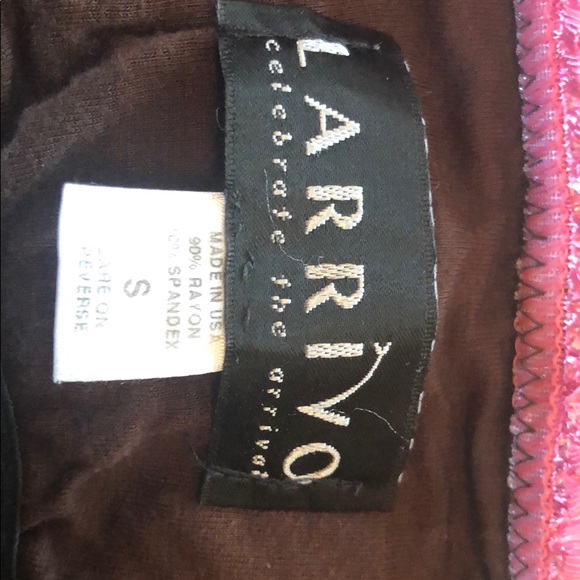 LARRIVO
celebrate the arrival
MADE IN USA
90% RAYON
10% SPANDEX
S
CARE ON
REVERSE